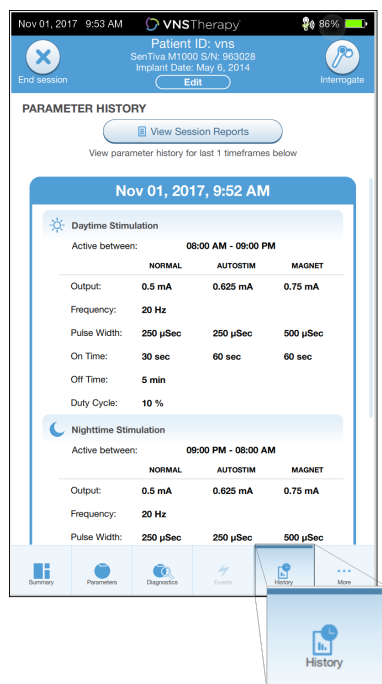 Nov 01, 2017 9:53 AM VNSTherapy® 86%
Patient ID: vns
SenTiva M1000 S/N: 963028
Implant Date: May 6, 2014
End session Edit Interrogate
PARAMETER HISTORY
View Session Reports
View parameter history for last 1 timeframes below
Nov 01, 2017, 9:52 AM
Daytime Stimulation
Active between: 08:00 AM - 09:00 PM
NORMAL AUTOSTIM MAGNET
Output: 0.5 mA 0.625 mA 0.75 mA
Frequency: 20 Hz
Pulse Width: 250 µSec 250 µSec 500 µSec
On Time: 30 sec 60 sec 60 sec
Off Time: 5 min
Duty Cycle: 10 %
Nighttime Stimulation
Active between: 09:00 PM - 08:00 AM
NORMAL AUTOSTIM MAGNET
Output: 0.5 mA 0.625 mA 0.75 mA
Frequency: 20 Hz
Pulse Width: 250 µSec 250 µSec 500 µSec
Summary Parameters Diagnostics Events History More
History